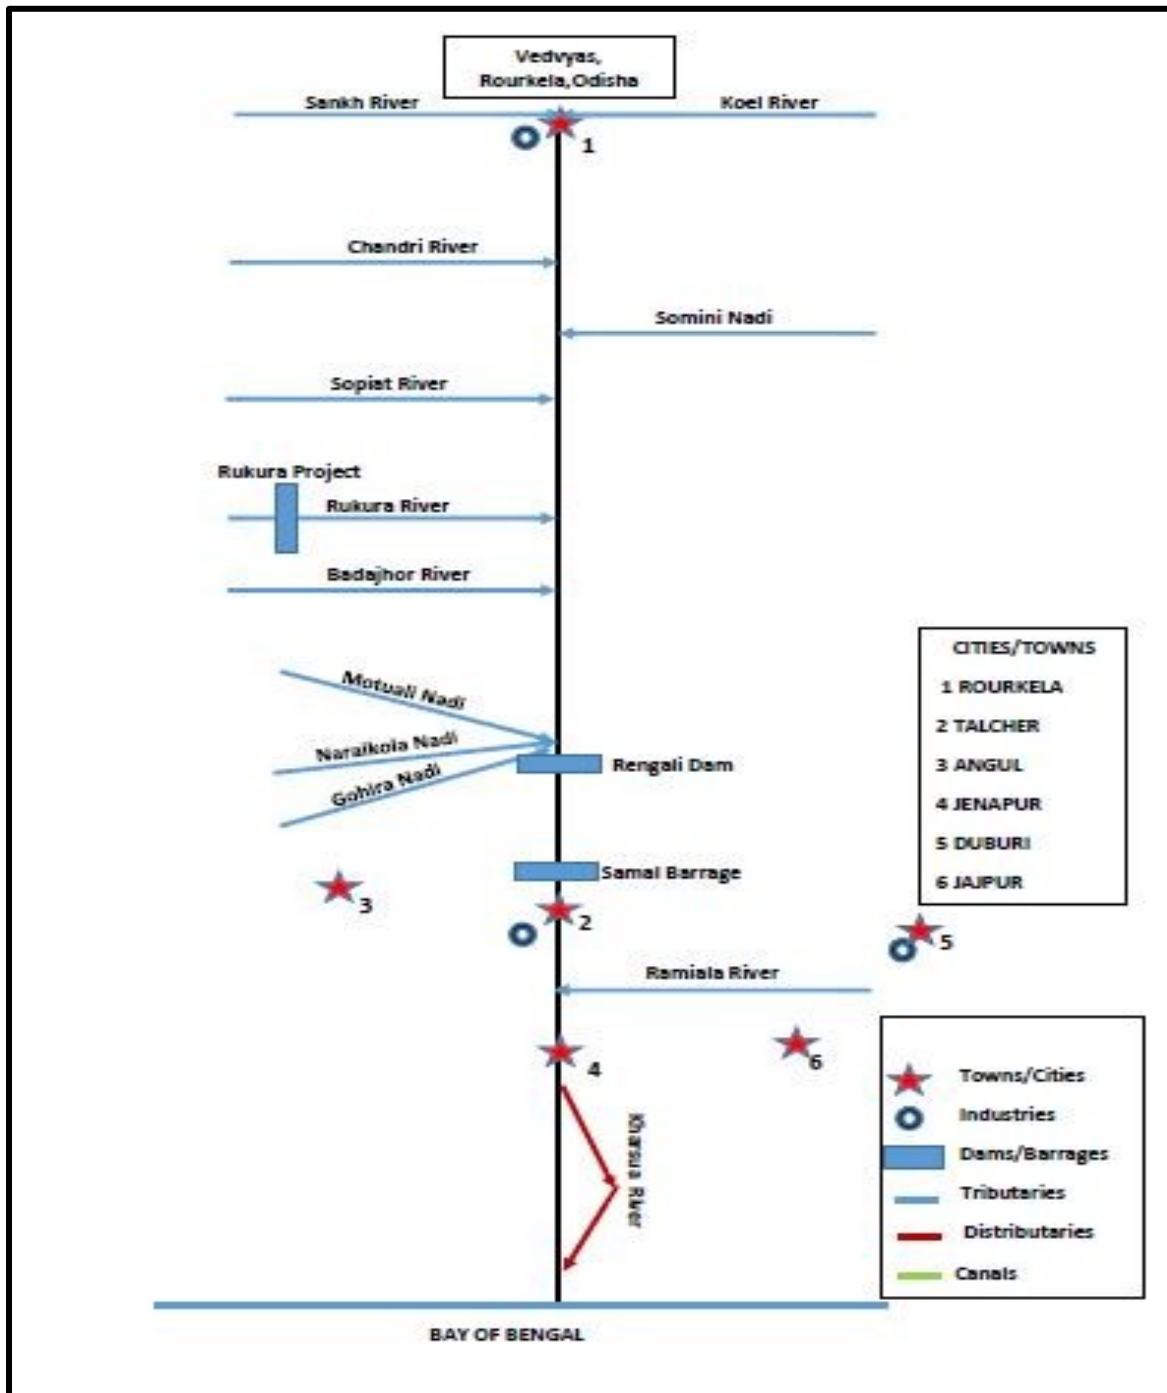 Vedvyas,
Rourkela,Odisha
Sankh River
Koel River
1
Chandri River
Somini Nadi
Sopiat River
Rukura Project
Rukura River
Badajhor River
Motuali Nadi
Naraikola Nadi
Gohira Nadi
Rengali Dam
Samal Barrage
3
2
5
Ramiala River
4
6
Kharsua River
BAY OF BENGAL
CITIES/TOWNS
1 ROURKELA
2 TALCHER
3 ANGUL
4 JENAPUR
5 DUBURI
6 JAJPUR
Towns/Cities
Industries
Dams/Barrages
Tributaries
Distributaries
Canals